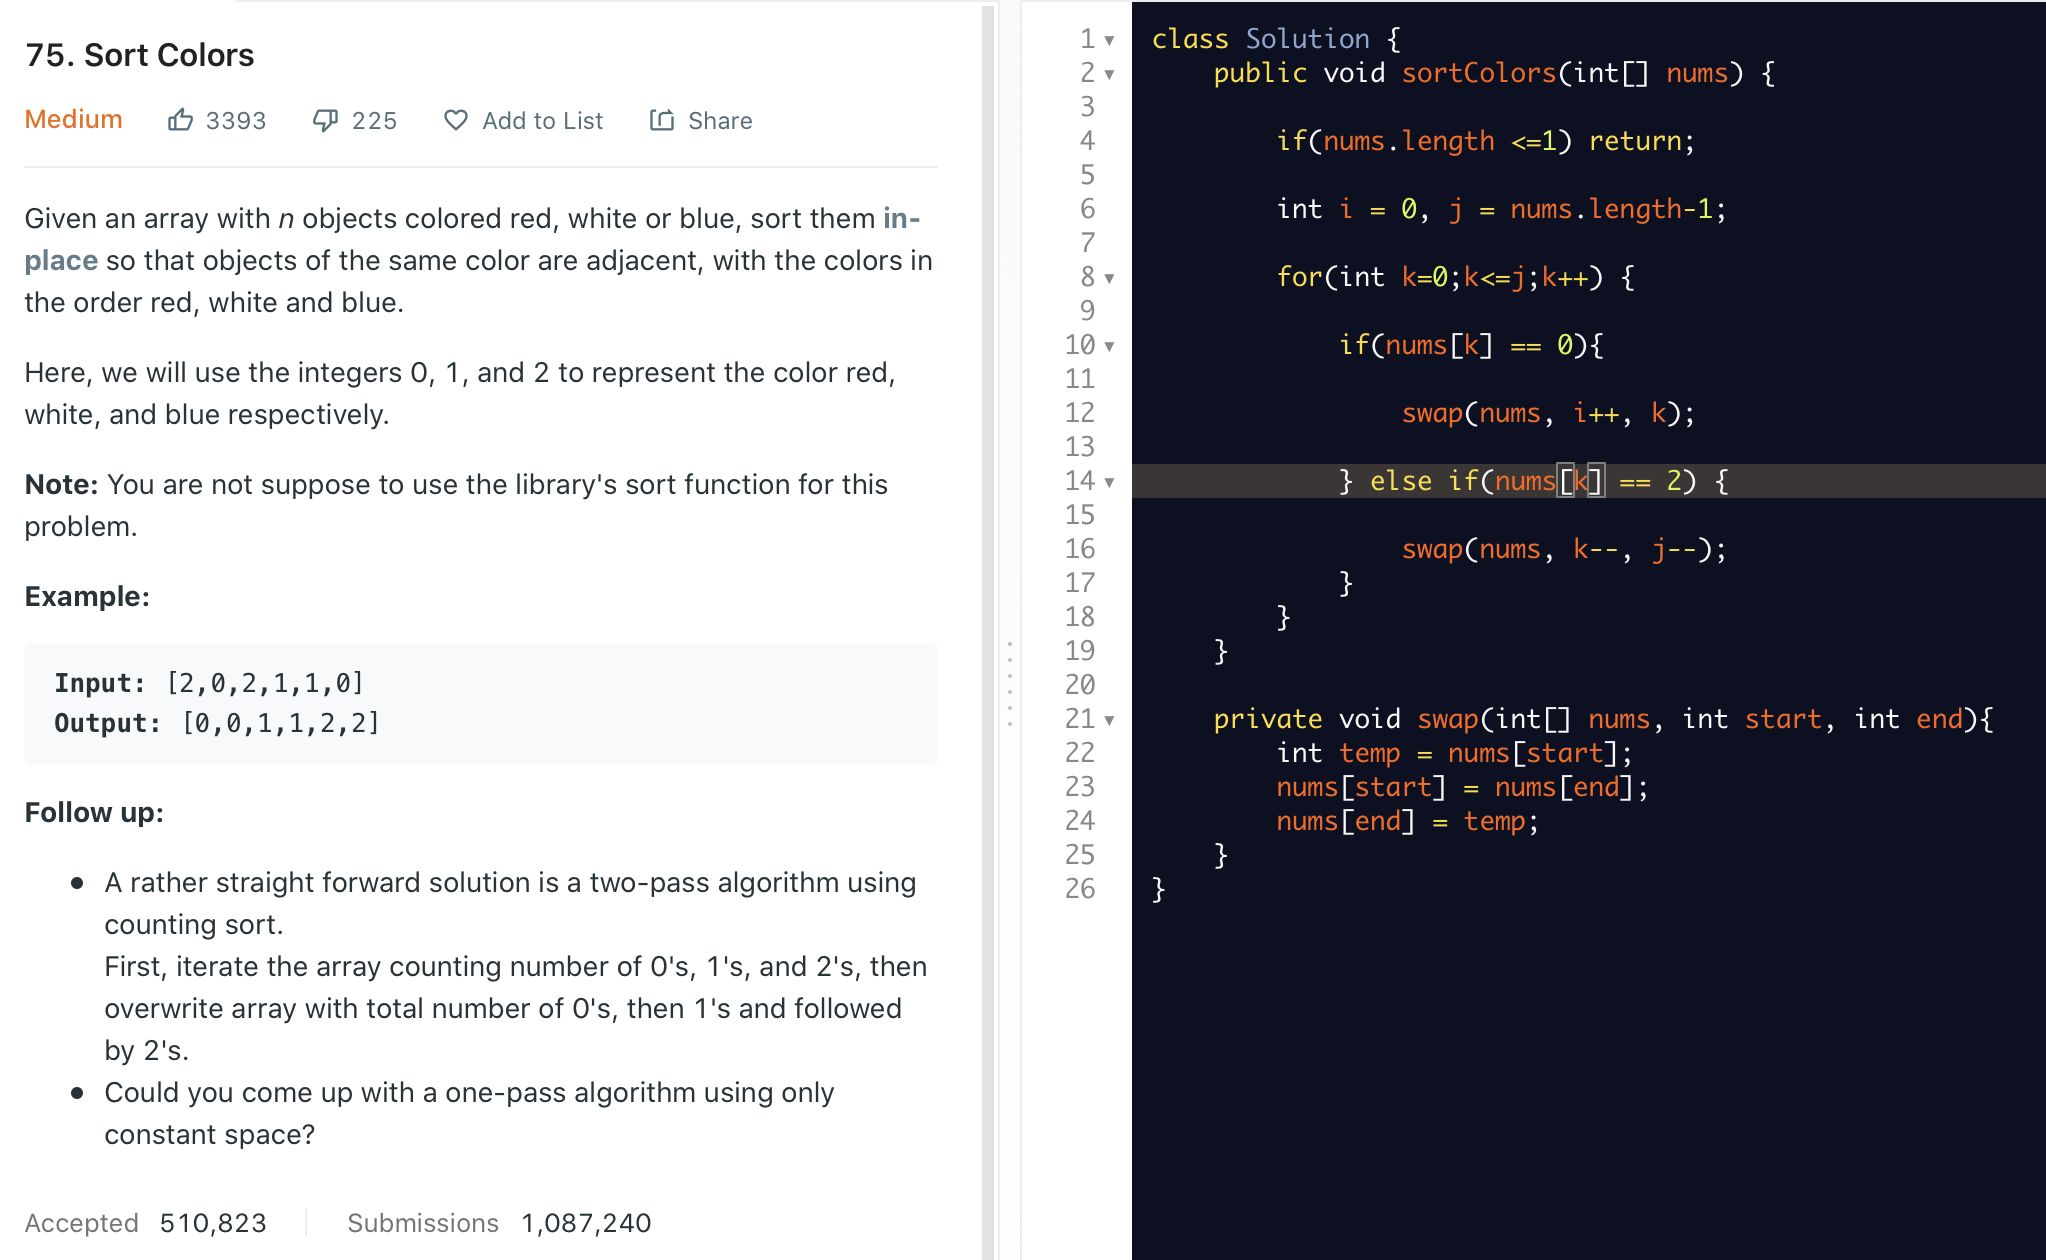 75. Sort Colors
Medium 3393 225 Add to List Share
Given an array with n objects colored red, white or blue, sort them in-
place so that objects of the same color are adjacent, with the colors in
the order red, white and blue.
Here, we will use the integers 0, 1, and 2 to represent the color red,
white, and blue respectively.
Note: You are not suppose to use the library's sort function for this
problem.
Example:
Input: [2,0,2,1,1,0]
Output: [0,0,1,1,2,2]
Follow up:
• A rather straight forward solution is a two-pass algorithm using
counting sort.
First, iterate the array counting number of 0's, 1's, and 2's, then
overwrite array with total number of 0's, then 1's and followed
by 2's.
• Could you come up with a one-pass algorithm using only
constant space?
Accepted 510,823 Submissions 1,087,240
1 class Solution {
2     public void sortColors(int[] nums) {
3
4         if(nums.length <=1) return;
5
6         int i = 0, j = nums.length-1;
7
8         for(int k=0;k<=j;k++) {
9
10             if(nums[k] == 0){
11
12                 swap(nums, i++, k);
13
14             } else if(nums[k] == 2) {
15
16                 swap(nums, k--, j--);
17             }
18         }
19     }
20
21     private void swap(int[] nums, int start, int end){
22         int temp = nums[start];
23         nums[start] = nums[end];
24         nums[end] = temp;
25     }
26 }